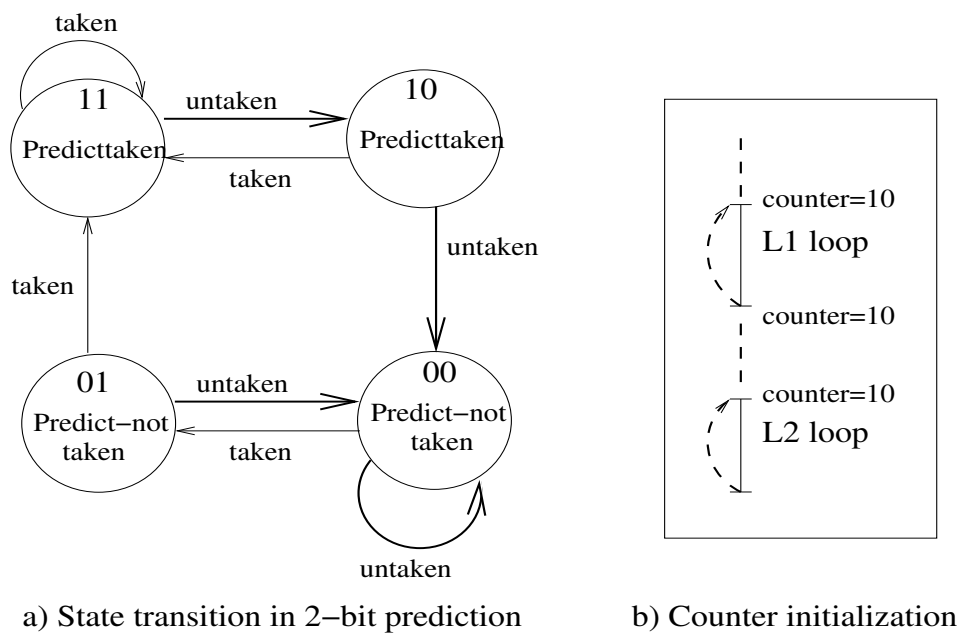 taken
11
Predicttaken
untaken
10
Predicttaken
taken
untaken
taken
01
Predict−not
taken
untaken
00
Predict−not
taken
taken
untaken
a) State transition in 2−bit prediction
counter=10
L1 loop
counter=10
counter=10
L2 loop
b) Counter initialization